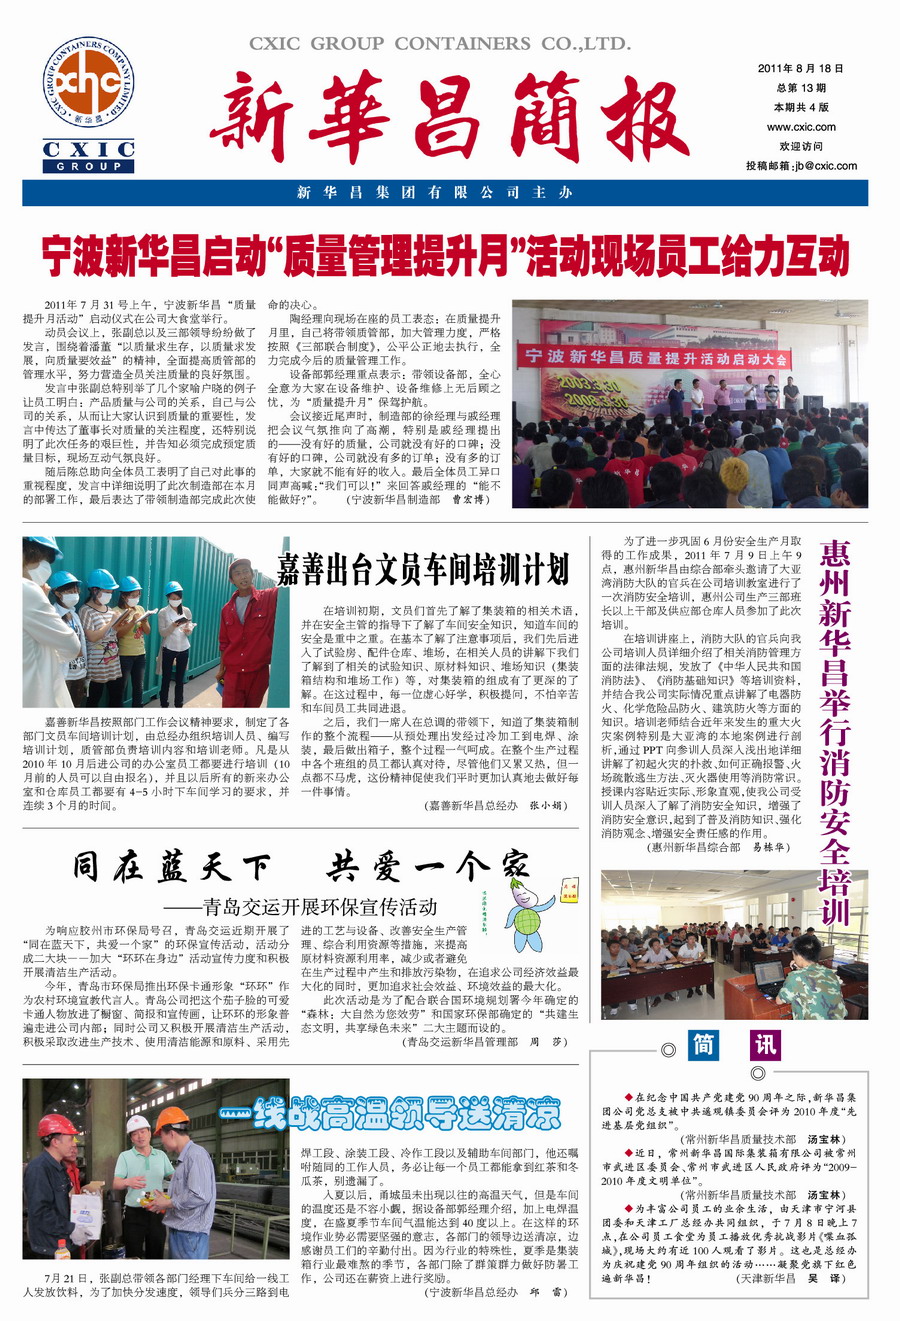 CXIC GROUP CONTAINERS CO.,LTD.
CXIC GROUP CONTAINERS COMPANY LIMITED
cxhc
新华昌
CXIC
GROUP
新華昌簡报
2011年8月18日
总第13期
本期共4版
www.cxic.com
欢迎访问
投稿邮箱:jb@cxic.com
新华昌集团有限公司主办
宁波新华昌启动“质量管理提升月”活动现场员工给力互动
2011年7月31号上午，宁波新华昌“质量
提升月活动”启动仪式在公司大食堂举行。
动员会议上，张副总以及三部领导纷纷做了
发言，围绕着潘董“以质量求生存，以质量求发
展，向质量要效益”的精神，全面提高质管部的
管理水平，努力营造全员关注质量的良好氛围。
发言中张副总特别举了几个家喻户晓的例子
让员工明白：产品质量与公司的关系，自己与公
司的关系，从而让大家认识到质量的重要性，发
言中传达了董事长对质量的关注程度，还特别说
明了此次任务的艰巨性，并告知必须完成预定质
量目标，现场互动气氛良好。
随后陈总助向全体员工表明了自己对此事的
重视程度，发言中详细说明了此次制造部在本月
的部署工作，最后表达了带领制造部完成此次使
命的决心。
陶经理向现场在座的员工表态：在质量提升
月里，自己将带领质管部，加大管理力度，严格
按照《三部联合制度》，公平公正地去执行，全
力完成今后的质量管理工作。
设备部郭经理重点表示：带领设备部，全心
全意为大家在设备维护、设备维修上无后顾之
忧，为“质量提升月”保驾护航。
会议接近尾声时，制造部的徐经理与戚经理
把会议气氛推向了高潮，特别是戚经理提出
的——没有好的质量，公司就没有好的口碑；没
有好的口碑，公司就没有多的订单；没有多的订
单，大家就不能有好的收入。最后全体员工异口
同声高喊：“我们可以！”来回答戚经理的“能不
能做好？”。 (宁波新华昌制造部 曹宏博)
宁波新华昌质量提升活动启动大会
2003.3.30
2008.3.30
嘉善出台文员车间培训计划
嘉善新华昌按照部门工作会议精神要求，制定了各
部门文员车间培训计划，由总经办组织培训人员、编写
培训计划，质管部负责培训内容和培训老师。凡是从
2010年10月后进公司的办公室员工都要进行培训（10
月前的人员可以自由报名），并且以后所有的新来办公
室和仓库员工都要有4-5小时下车间学习的要求，并
连续3个月的时间。
在培训初期，文员们首先了解了集装箱的相关术语，
并在安全主管的指导下了解了车间安全知识，知道车间的
安全是重中之重。在基本了解了注意事项后，我们先后进
入了试验房、配件仓库、堆场，在相关人员的讲解下我们
了解到了相关的试验知识、原材料知识、堆场知识（集装
箱结构和堆场工作）等，对集装箱的组成有了更深的了
解。在这过程中，每一位虚心好学，积极提问，不怕辛苦
和车间员工共同进退。
之后，我们一席人在总调的带领下，知道了集装箱制
作的整个流程——从预处理出发经过冷加工到电焊、涂
装，最后做出箱子，整个过程一气呵成。在整个生产过程
中各个班组的员工都认真对待，尽管他们又累又热，但一
点都不马虎，这份精神促使我们平时更加认真地去做好每
一件事情。
(嘉善新华昌总经办 张小娟)
惠州新华昌举行消防安全培训
为了进一步巩固6月份安全生产月取
得的工作成果，2011年7月9日上午9
点，惠州新华昌由综合部牵头邀请了大亚
湾消防大队的官兵在公司培训教室进行了
一次消防安全培训，惠州公司生产三部班
长以上干部及供应部仓库人员参加了此次
培训。
在培训讲座上，消防大队的官兵向我
公司培训人员详细介绍了相关消防管理方
面的法律法规，发放了《中华人民共和国
消防法》、《消防基础知识》等培训资料，
并结合我公司实际情况重点讲解了电器防
火、化学危险品防火、建筑防火等方面的
知识。培训老师结合近年来发生的重大火
灾案例特别是大亚湾的本地案例进行剖
析，通过PPT向参训人员深入浅出地详细
讲解了初起火灾的扑救、如何正确报警、火
场疏散逃生方法、灭火器使用等消防常识。
授课内容贴近实际、形象直观，使我公司受
训人员深入了解了消防安全知识，增强了
消防安全意识，起到了普及消防知识、强化
消防观念、增强安全责任感的作用。
(惠州新华昌综合部 易栋华)
同在蓝天下 共爱一个家
——青岛交运开展环保宣传活动
为响应胶州市环保局号召，青岛交运近期开展了
“同在蓝天下，共爱一个家”的环保宣传活动，活动分
成二大块——加大“环环在身边”活动宣传力度和积极
开展清洁生产活动。
今年，青岛市环保局推出环保卡通形象“环环”作
为农村环境宣教代言人。青岛公司把这个茄子脸的可爱
卡通人物放进了橱窗、简报和宣传画，让环环的形象普
遍走进公司内部；同时公司又积极开展清洁生产活动，
积极采取改进生产技术、使用清洁能源和原料、采用先
进的工艺与设备、改善安全生产管
理、综合利用资源等措施，来提高
原材料资源利用率，减少或者避免
在生产过程中产生和排放污染物，在追求公司经济效益最
大化的同时，更加追求社会效益、环境效益的最大化。
此次活动是为了配合联合国环境规划署今年确定的
“森林：大自然为您效劳”和国家环保部确定的“共建生
态文明，共享绿色未来”二大主题而设的。
(青岛交运新华昌管理部 周莎)
一线战高温领导送清凉
7月21日，张副总带领各部门经理下车间给一线工
人发放饮料，为了加快分发速度，领导们兵分三路到电
焊工段、涂装工段、冷作工段以及辅助车间部门，他还嘱
咐随同的工作人员，务必让每一个员工都能拿到红茶和冬
瓜茶，别遗漏了。
入夏以后，甬城虽未出现以往的高温天气，但是车间
的温度还是不容小觑，据设备部郭经理介绍，加上电焊温
度，在盛夏季节车间气温能达到40度以上。在这样的环
境作业势必需要坚强的意志，各部门的领导边送清凉，边
感谢员工们的辛勤付出。因为行业的特殊性，夏季是集装
箱行业最难熬的季节，各部门除了群策群力做好防暑工
作，公司还在薪资上进行奖励。
(宁波新华昌总经办 邱雷)
简讯
◆在纪念中国共产党建党90周年之际，新华昌集
团公司党总支被中共遥观镇委员会评为2010年度“先
进基层党组织”。
(常州新华昌质量技术部 汤宝林)
◆近日，常州新华昌国际集装箱有限公司被常州
市武进区委员会、常州市武进区人民政府评为“2009-
2010年度文明单位”。
(常州新华昌质量技术部 汤宝林)
◆为丰富公司员工的业余生活，由天津市宁河县
团委和天津工厂总经办共同组织，于7月8日晚上7
点，在公司员工食堂为员工播放优秀抗战影片《喋血孤
城》，现场大约有近100人观看了影片。这也是总经办
为庆祝建党90周年组织的活动……凝聚党旗下红色
遍新华昌！ (天津新华昌 吴译)